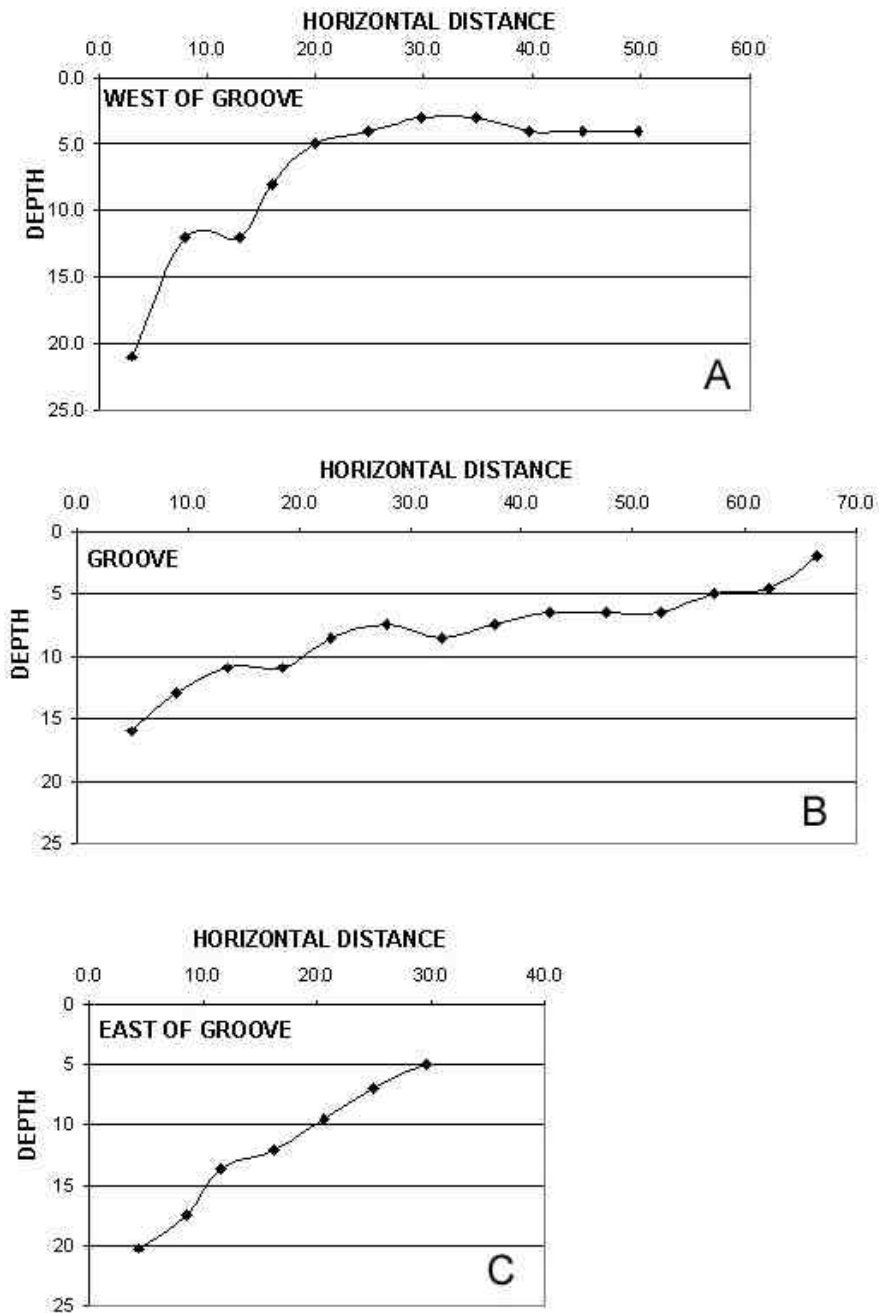 HORIZONTAL DISTANCE
0.0 10.0 20.0 30.0 40.0 50.0 60.0
0.0
WEST OF GROOVE
5.0
DEPTH
10.0
15.0
20.0
A
25.0
HORIZONTAL DISTANCE
0.0 10.0 20.0 30.0 40.0 50.0 60.0 70.0
0
GROOVE
5
DEPTH
10
15
20
B
25
HORIZONTAL DISTANCE
0.0 10.0 20.0 30.0 40.0
0
EAST OF GROOVE
5
DEPTH
10
15
20
C
25